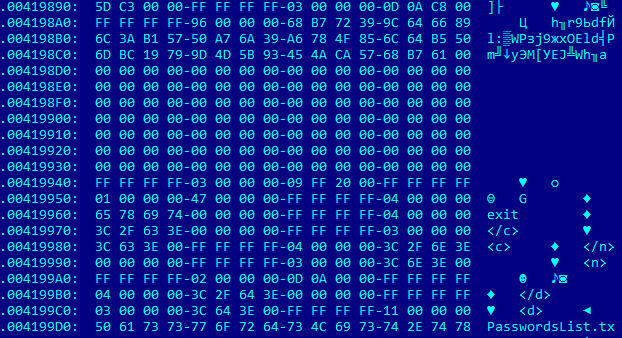 .00419890: 5D C3 00 00-FF FF FF FF-03 00 00 00-0D 0A C8 00 ]├ ♥ ♪◙╚
.004198A0: FF FF FF FF-96 00 00 00-68 B7 72 39-9C 64 66 89 Ц h╖r9ЬdfЙ
.004198B0: 6C 3A B1 57-50 A7 6A 39-A6 78 4F 85-6C 64 B5 50 l:▒WPзj9жxOЕld╡P
.004198C0: 6D BC 19 79-9D 4D 5B 93-45 4A CA 57-68 B7 61 00 m╝↓yЭM[УEJ╩Wh╖a
.004198D0: 00 00 00 00-00 00 00 00-00 00 00 00-00 00 00 00
.004198E0: 00 00 00 00-00 00 00 00-00 00 00 00-00 00 00 00
.004198F0: 00 00 00 00-00 00 00 00-00 00 00 00-00 00 00 00
.00419900: 00 00 00 00-00 00 00 00-00 00 00 00-00 00 00 00
.00419910: 00 00 00 00-00 00 00 00-00 00 00 00-00 00 00 00
.00419920: 00 00 00 00-00 00 00 00-00 00 00 00-00 00 00 00
.00419930: 00 00 00 00-00 00 00 00-00 00 00 00-00 00 00 00
.00419940: FF FF FF FF-03 00 00 00-09 FF 20 00-FF FF FF FF ♥ ○
.00419950: 01 00 00 00-47 00 00 00-FF FF FF FF-04 00 00 00 ☺ G ♦
.00419960: 65 78 69 74-00 00 00 00-FF FF FF FF-04 00 00 00 exit ♦
.00419970: 3C 2F 63 3E-00 00 00 00-FF FF FF FF-03 00 00 00 </c> ♥
.00419980: 3C 63 3E 00-FF FF FF FF-04 00 00 00-3C 2F 6E 3E <c> ♦ </n>
.00419990: 00 00 00 00-FF FF FF FF-03 00 00 00-3C 6E 3E 00 ♥ <n>
.004199A0: FF FF FF FF-02 00 00 00-0D 0A 00 00-FF FF FF FF ☻ ♪◙
.004199B0: 04 00 00 00-3C 2F 64 3E-00 00 00 00-FF FF FF FF ♦ </d>
.004199C0: 03 00 00 00-3C 64 3E 00-FF FF FF FF-11 00 00 00 ♥ <d> ◄
.004199D0: 50 61 73 73-77 6F 72 64-73 4C 69 73-74 2E 74 78 PasswordsList.tx